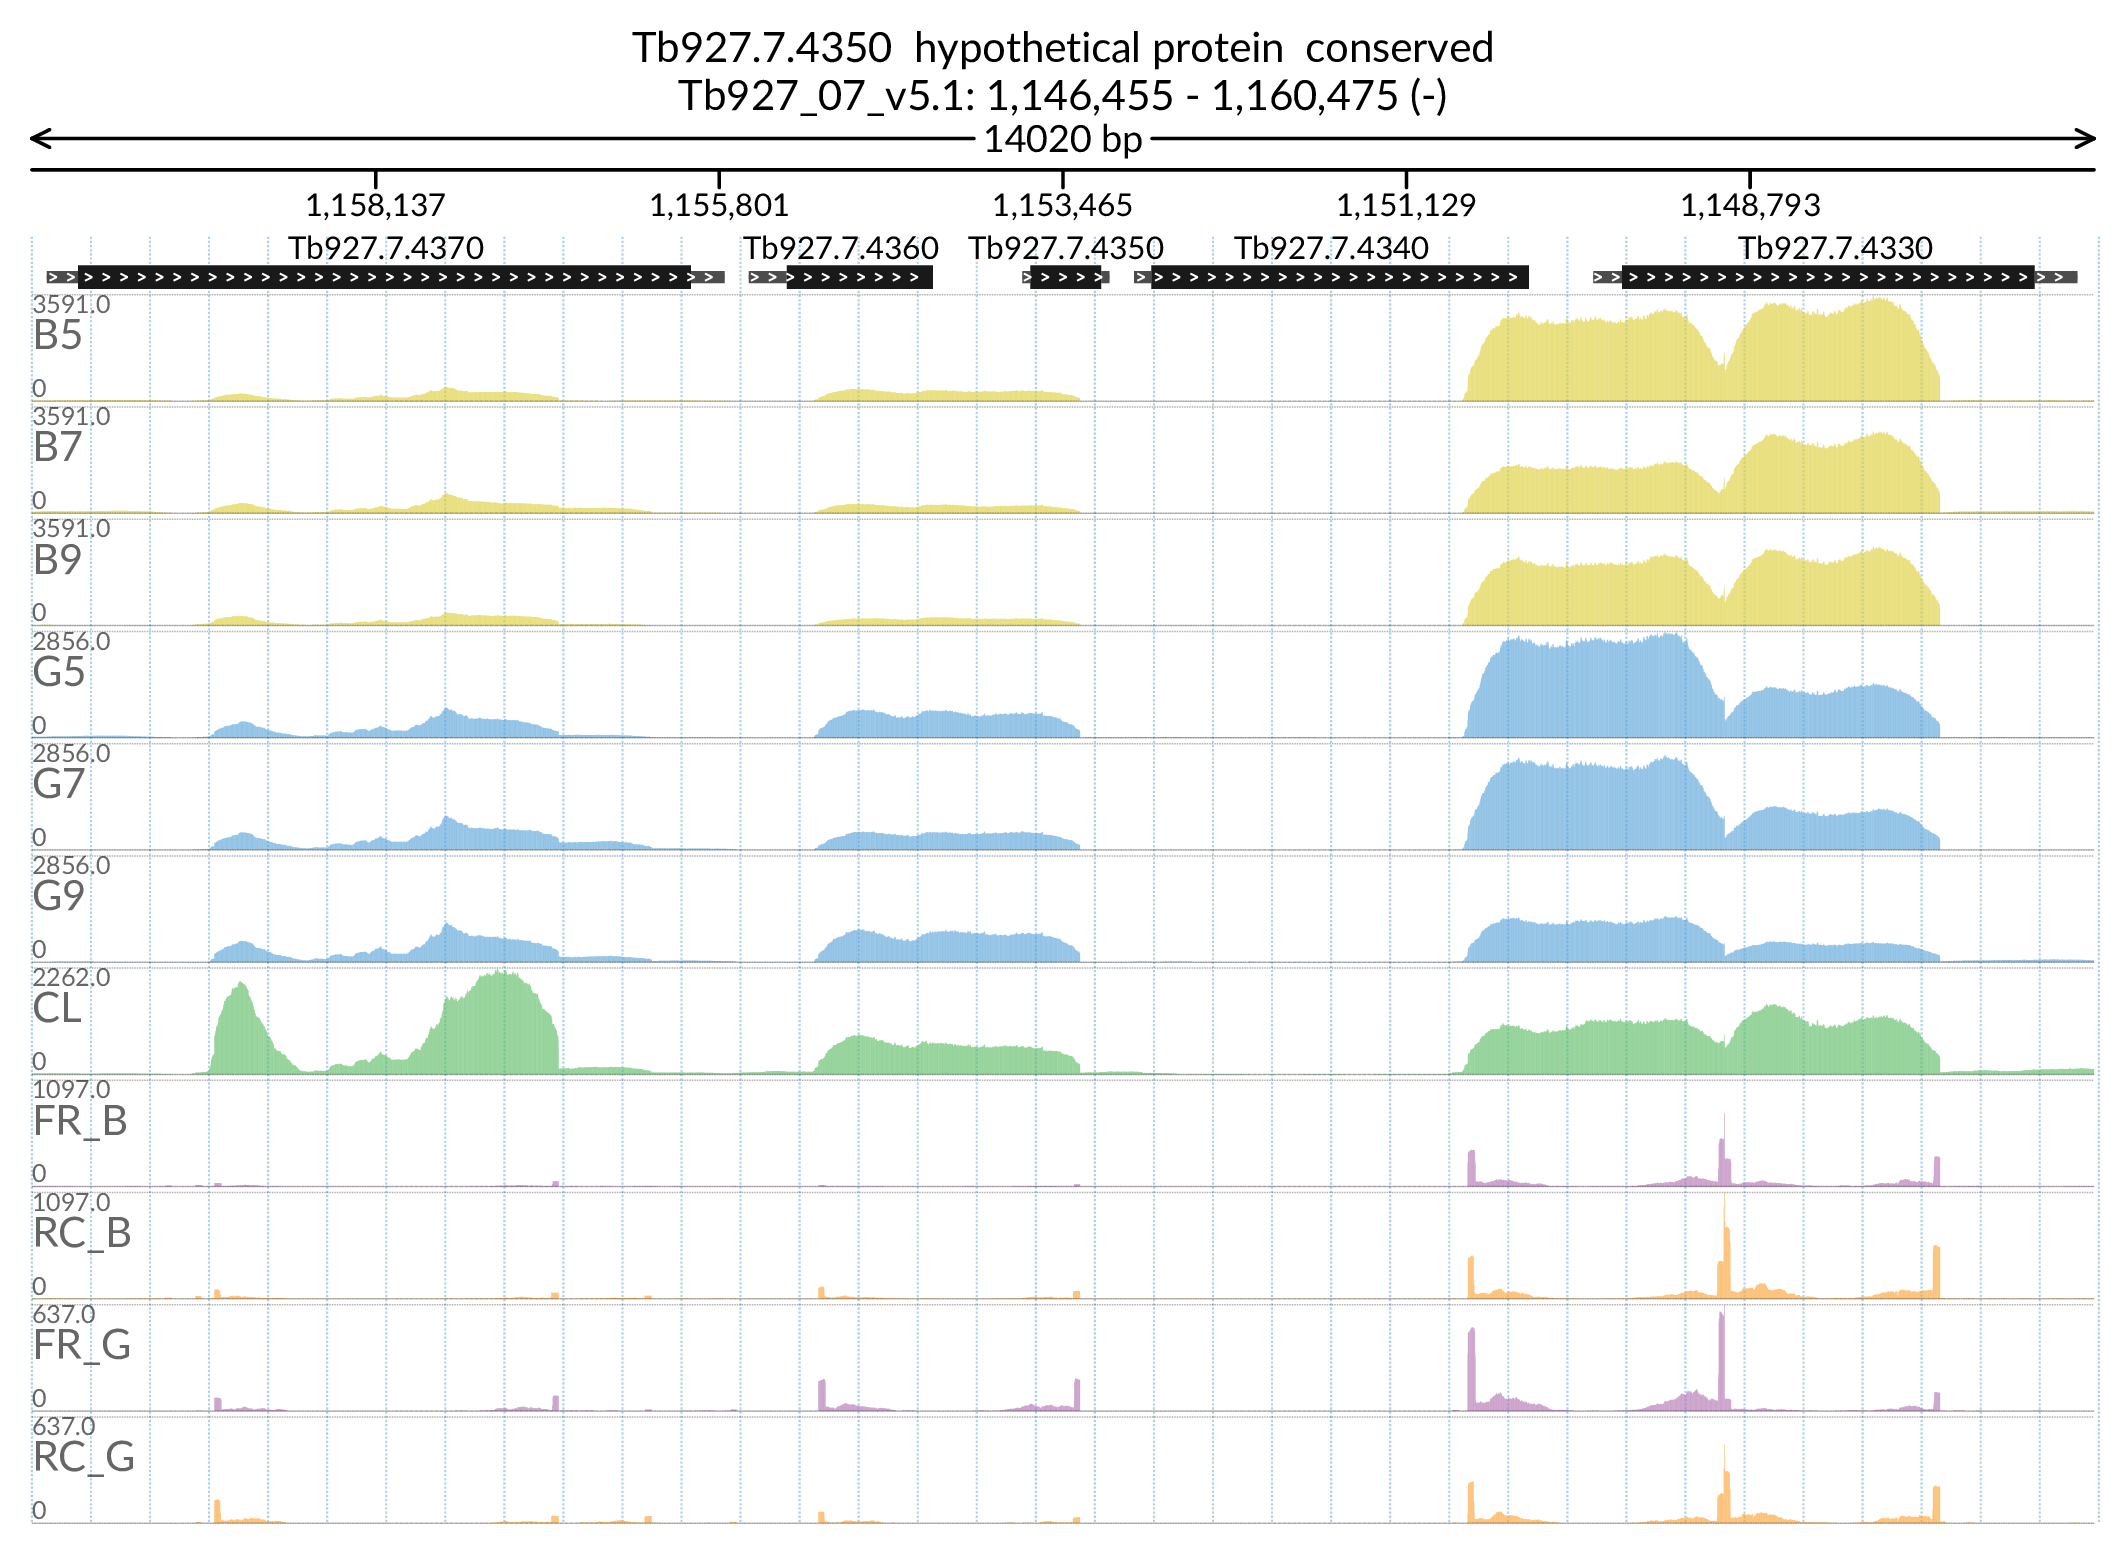 Tb927.7.4350  hypothetical protein  conserved
Tb927_07_v5.1: 1,146,455 - 1,160,475 (-)
14020 bp
1,158,137 1,155,801 1,153,465 1,151,129 1,148,793
Tb927.7.4370 Tb927.7.4360 Tb927.7.4350 Tb927.7.4340 Tb927.7.4330
3591.0
B5
0
3591.0
B7
0
3591.0
B9
0
2856.0
G5
0
2856.0
G7
0
2856.0
G9
0
2262.0
CL
0
1097.0
FR_B
0
1097.0
RC_B
0
637.0
FR_G
0
637.0
RC_G
0